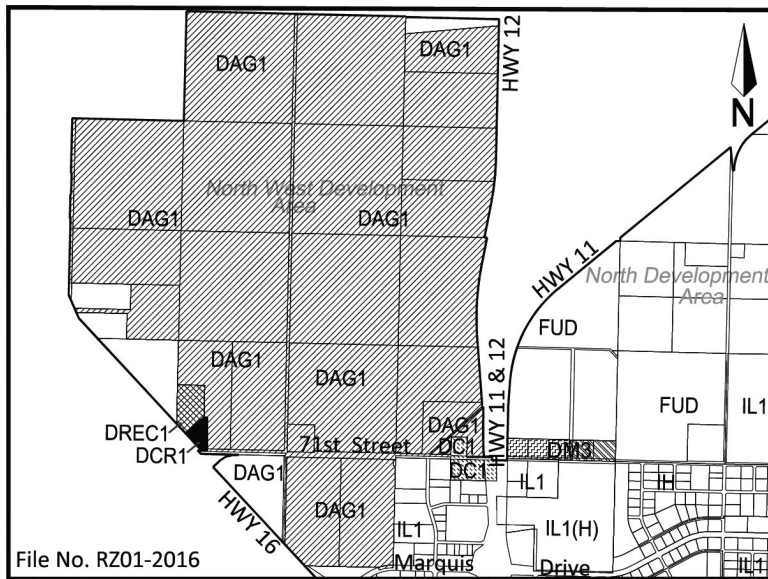 DAG1
DAG1
HWY 12
N
North West Development
Area
DAG1
DAG1
HWY 11
North Development
Area
FUD
DAG1
DAG1
HWY 11 & 12
FUD
IL1
DREC1
DCR1
DAG1
71st Street
DC1
DM3
DAG1
DC1
IL1
IH
HWY 16
DAG1
IL1
IL1(H)
File No. RZ01-2016
Marquis Drive
IL1